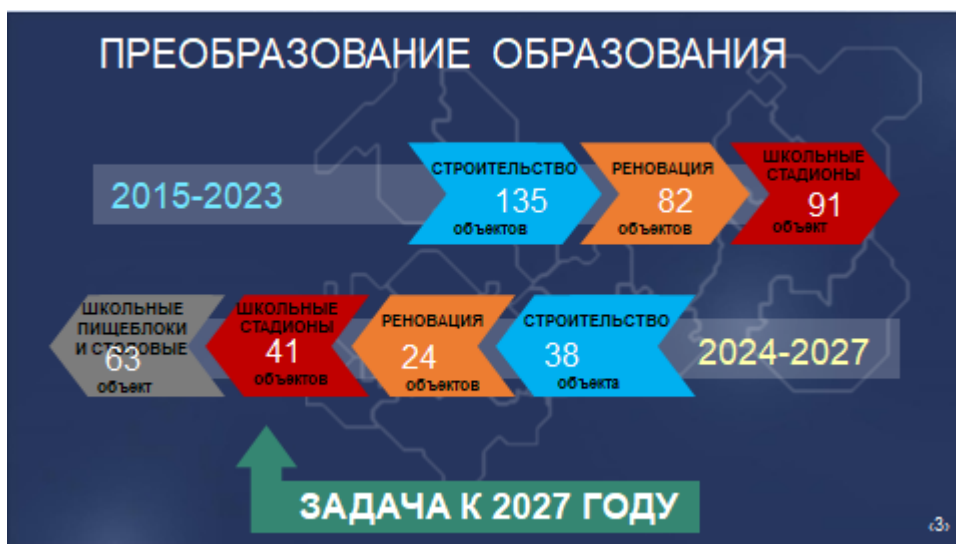 ПРЕОБРАЗОВАНИЕ ОБРАЗОВАНИЯ
2015-2023
СТРОИТЕЛЬСТВО
135
объектов
РЕНОВАЦИЯ
82
объектов
ШКОЛЬНЫЕ
СТАДИОНЫ
91
объект
ШКОЛЬНЫЕ
ПИЩЕБЛОКИ
И СТОЛОВЫЕ
63
объект
ШКОЛЬНЫЕ
СТАДИОНЫ
41
объектов
РЕНОВАЦИЯ
24
объектов
СТРОИТЕЛЬСТВО
38
объекта
2024-2027
ЗАДАЧА К 2027 ГОДУ
‹3›